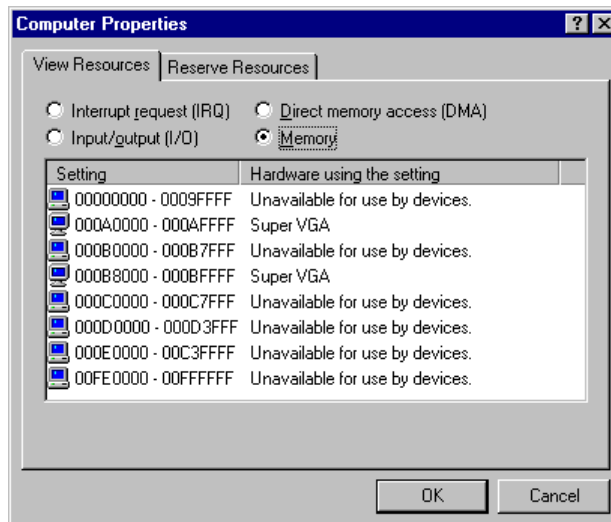 Computer Properties
View Resources Reserve Resources
Interrupt request (IRQ) Direct memory access (DMA)
Input/output (I/O) Memory
Setting Hardware using the setting
00000000 - 0009FFFF Unavailable for use by devices.
000A0000 - 000AFFFF Super VGA
000B0000 - 000B7FFF Unavailable for use by devices.
000B8000 - 000BFFFF Super VGA
000C0000 - 000C7FFF Unavailable for use by devices.
000D0000 - 000D3FFF Unavailable for use by devices.
000E0000 - 00C3FFFF Unavailable for use by devices.
00FE0000 - 00FFFFFF Unavailable for use by devices.
OK Cancel